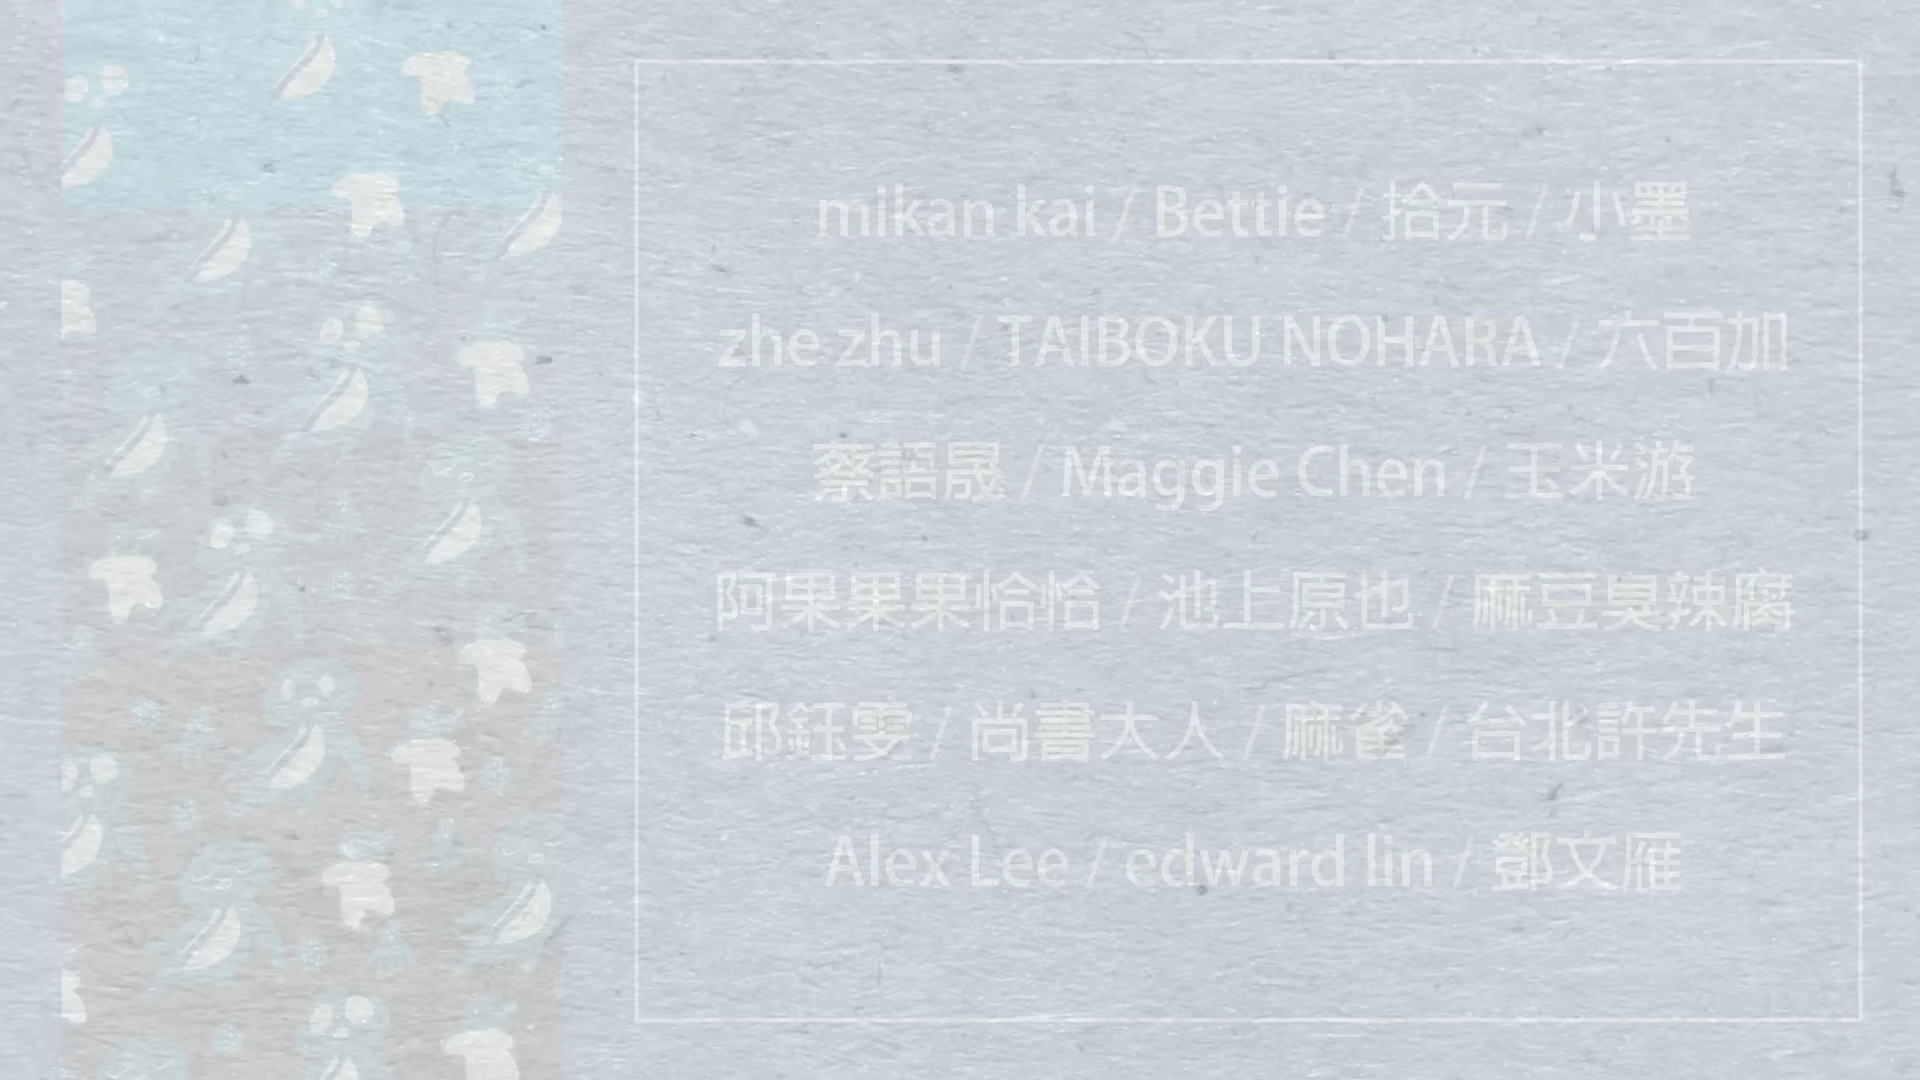 mikan kai / Bettie / 拾元 / 小墨
zhe zhu / TAIBOKU NOHARA / 六百加
蔡語晟 / Maggie Chen / 玉米游
阿果果果恰恰 / 池上原也 / 麻豆臭辣腐
邱鈺雯 / 尚書大人 / 麻雀 / 台北許先生
Alex Lee / edward lin / 鄧文雁